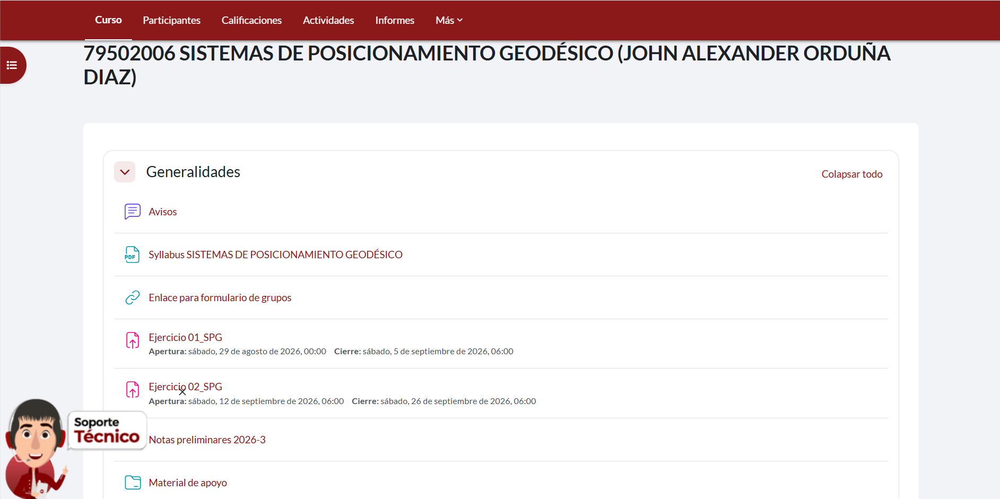 Curso Participantes Calificaciones Actividades Informes Más
79502006 SISTEMAS DE POSICIONAMIENTO GEODÉSICO (JOHN ALEXANDER ORDUÑA
DIAZ)
Generalidades
Colapsar todo
Avisos
PDF
Syllabus SISTEMAS DE POSICIONAMIENTO GEODÉSICO
Enlace para formulario de grupos
Ejercicio 01_SPG
Apertura: sábado, 29 de agosto de 2026, 00:00 Cierre: sábado, 5 de septiembre de 2026, 06:00
Ejercicio 02_SPG
Apertura: sábado, 12 de septiembre de 2026, 06:00 Cierre: sábado, 26 de septiembre de 2026, 06:00
Soporte
Técnico
Notas preliminares 2026-3
Material de apoyo